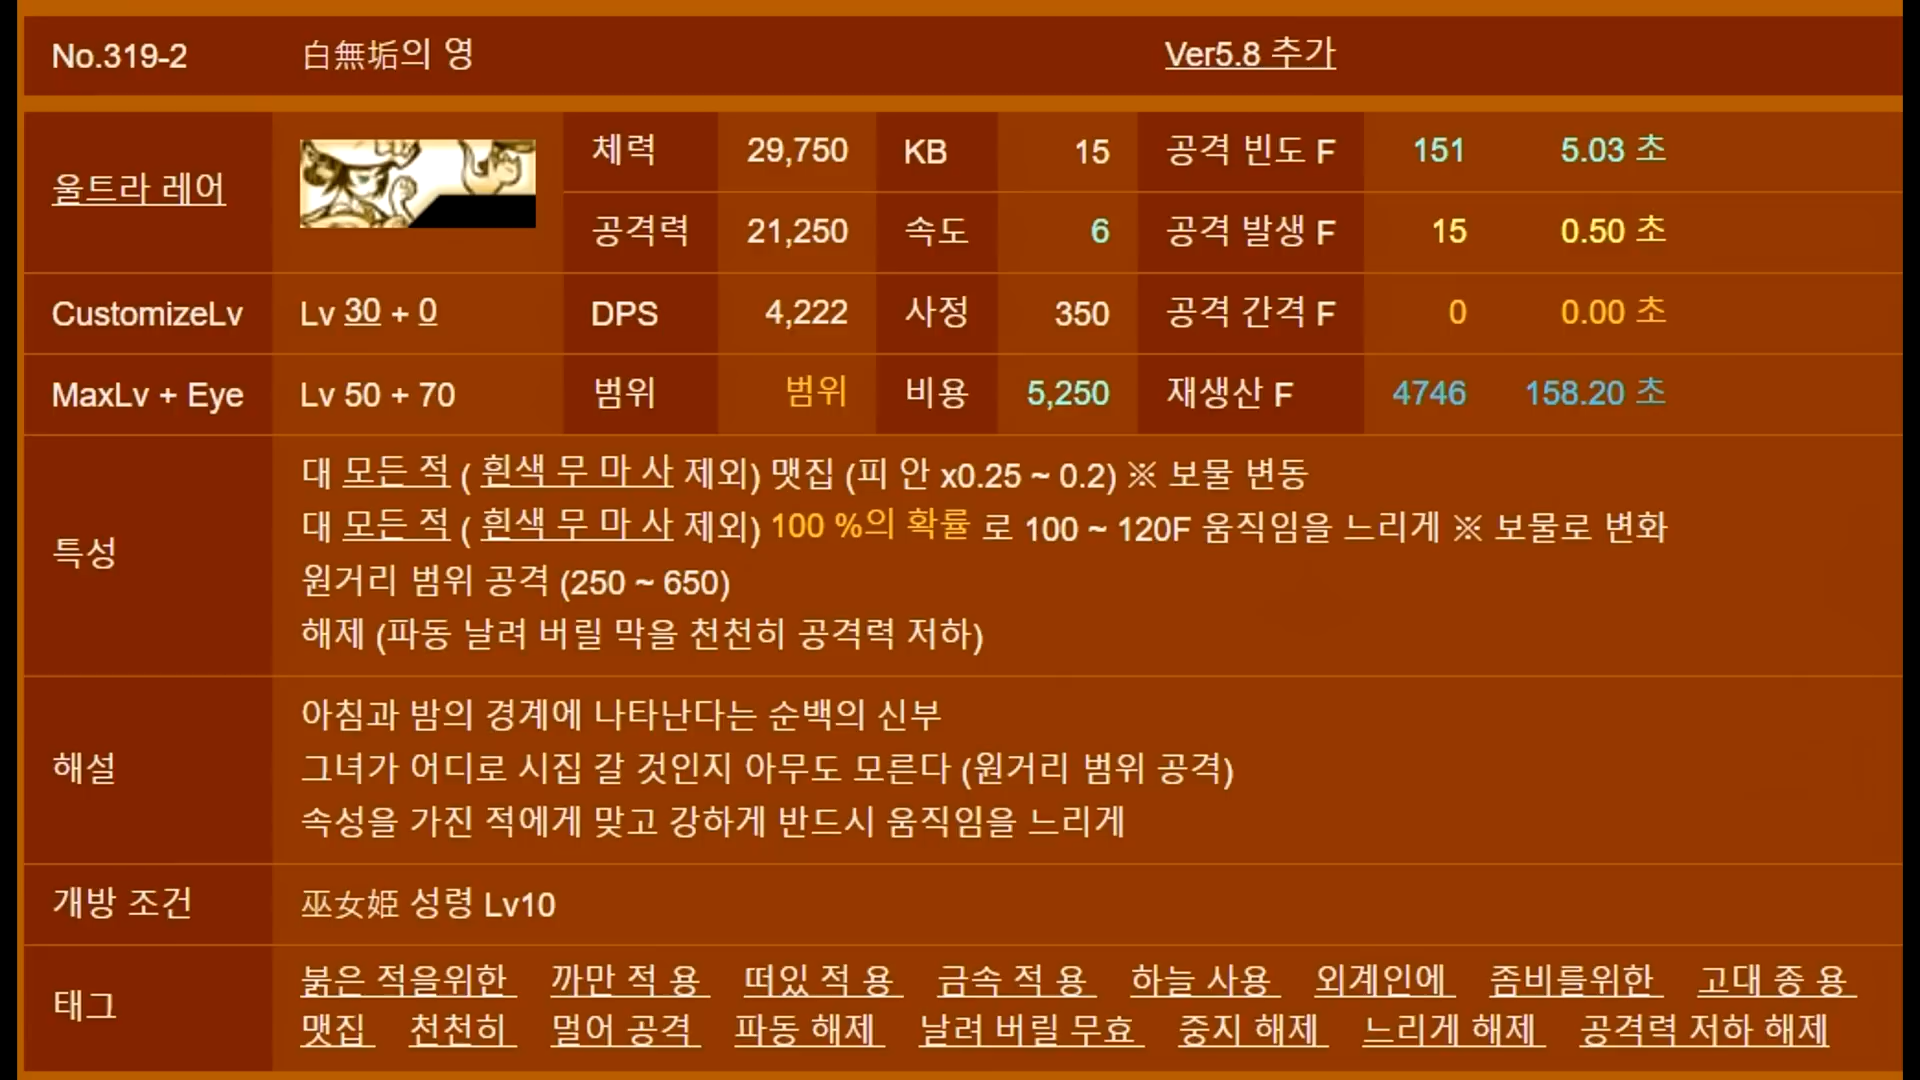 No.319-2 白無垢의 영 Ver5.8 추가
울트라 레어 체력 29,750 KB 15 공격 빈도 F 151 5.03 초
공격력 21,250 속도 6 공격 발생 F 15 0.50 초
CustomizeLv Lv 30 + 0 DPS 4,222 사정 350 공격 간격 F 0 0.00 초
MaxLv + Eye Lv 50 + 70 범위 범위 비용 5,250 재생산 F 4746 158.20 초
특성
대 모든 적 ( 흰색 무 마 사 제외) 맷집 (피 안 x0.25 ~ 0.2) ※ 보물 변동
대 모든 적 ( 흰색 무 마 사 제외) 100 %의 확률 로 100 ~ 120F 움직임을 느리게 ※ 보물로 변화
원거리 범위 공격 (250 ~ 650)
해제 (파동 날려 버릴 막을 천천히 공격력 저하)
해설
아침과 밤의 경계에 나타난다는 순백의 신부
그녀가 어디로 시집 갈 것인지 아무도 모른다 (원거리 범위 공격)
속성을 가진 적에게 맞고 강하게 반드시 움직임을 느리게
개방 조건 巫女姫 성령 Lv10
태그
붉은 적을위한 까만 적 용 떠있 적 용 금속 적 용 하늘 사용 외계인에 좀비를위한 고대 종 용
맷집 천천히 멀어 공격 파동 해제 날려 버릴 무효 중지 해제 느리게 해제 공격력 저하 해제